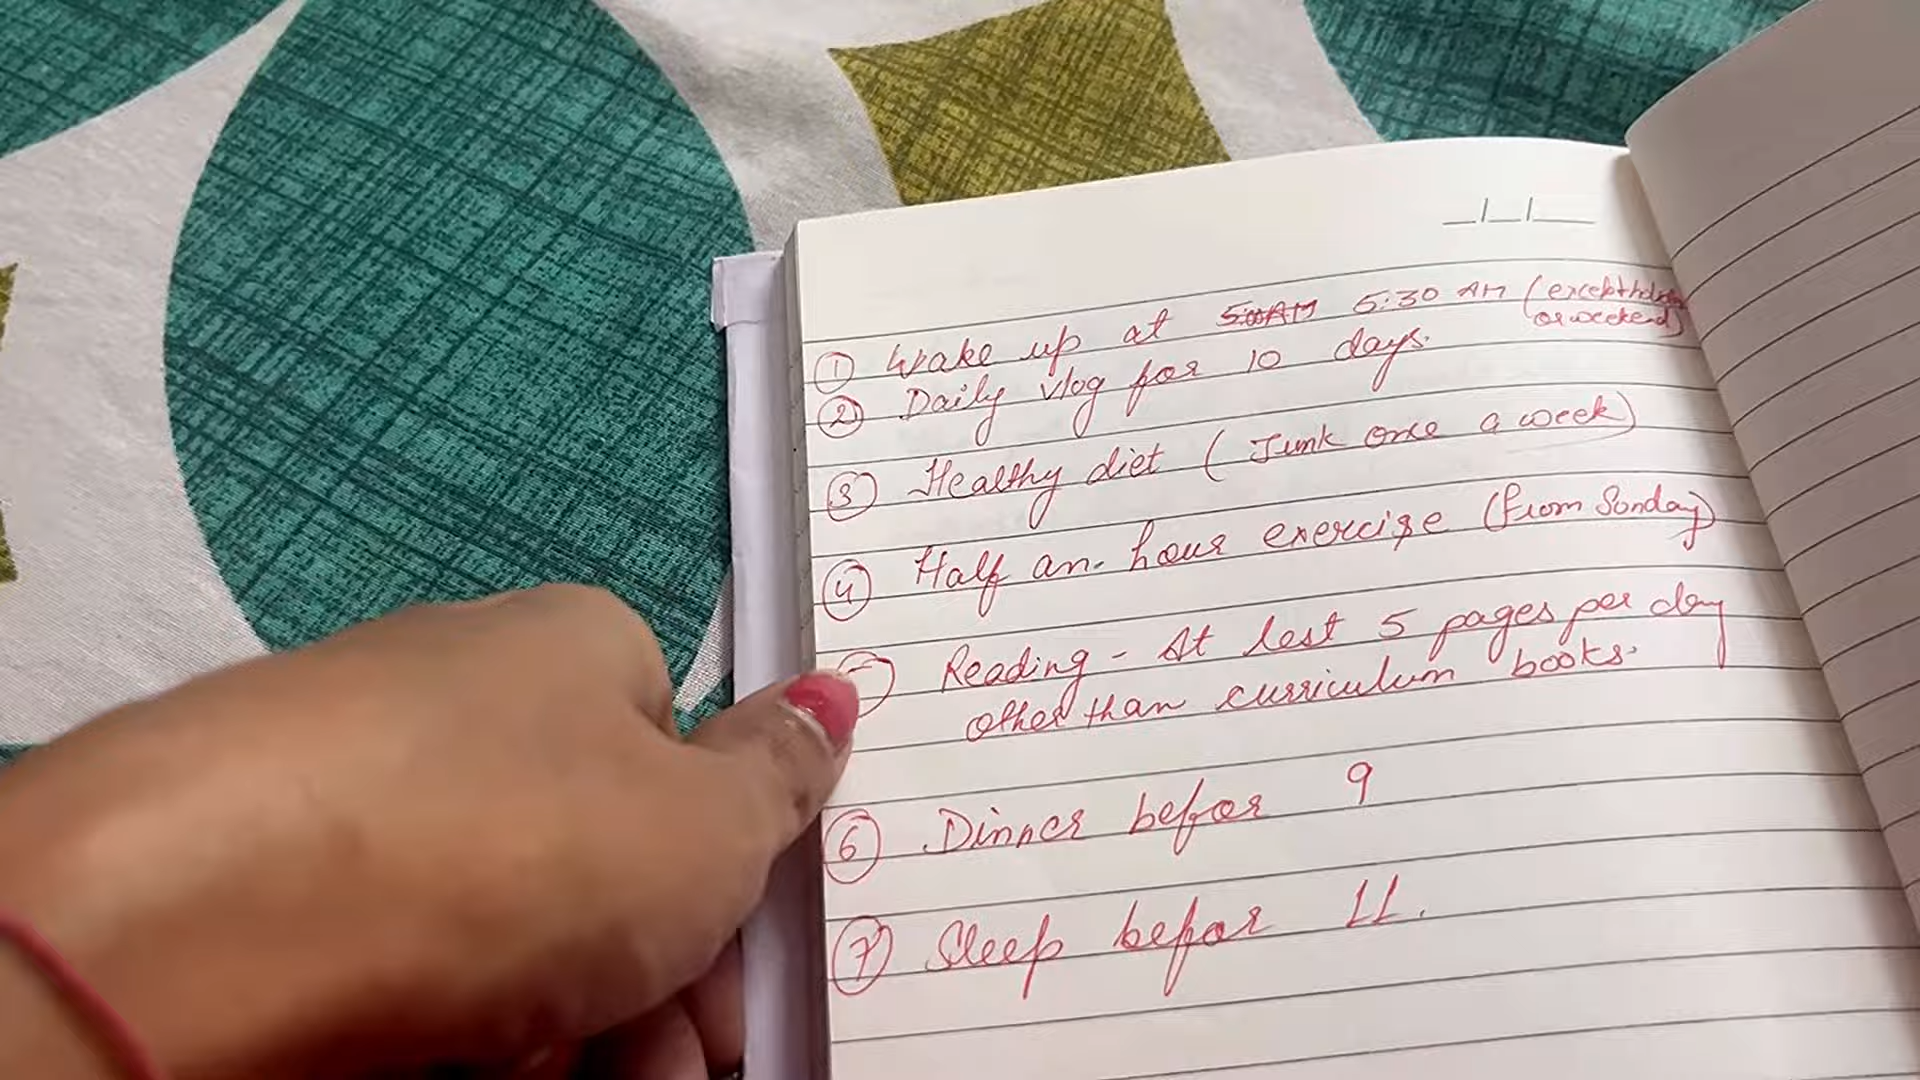 ① Wake up at 5:00AM 5:30 AM (except holiday
or weekend)
② Daily Vlog for 10 days.
③ Healthy diet (Junk once a week)
④ Half an hour exercise (from Sonday)
Reading - At lest 5 pages per day
other than curriculum books.
⑥ Dinner befor 9
⑦ Sleep befor 11.